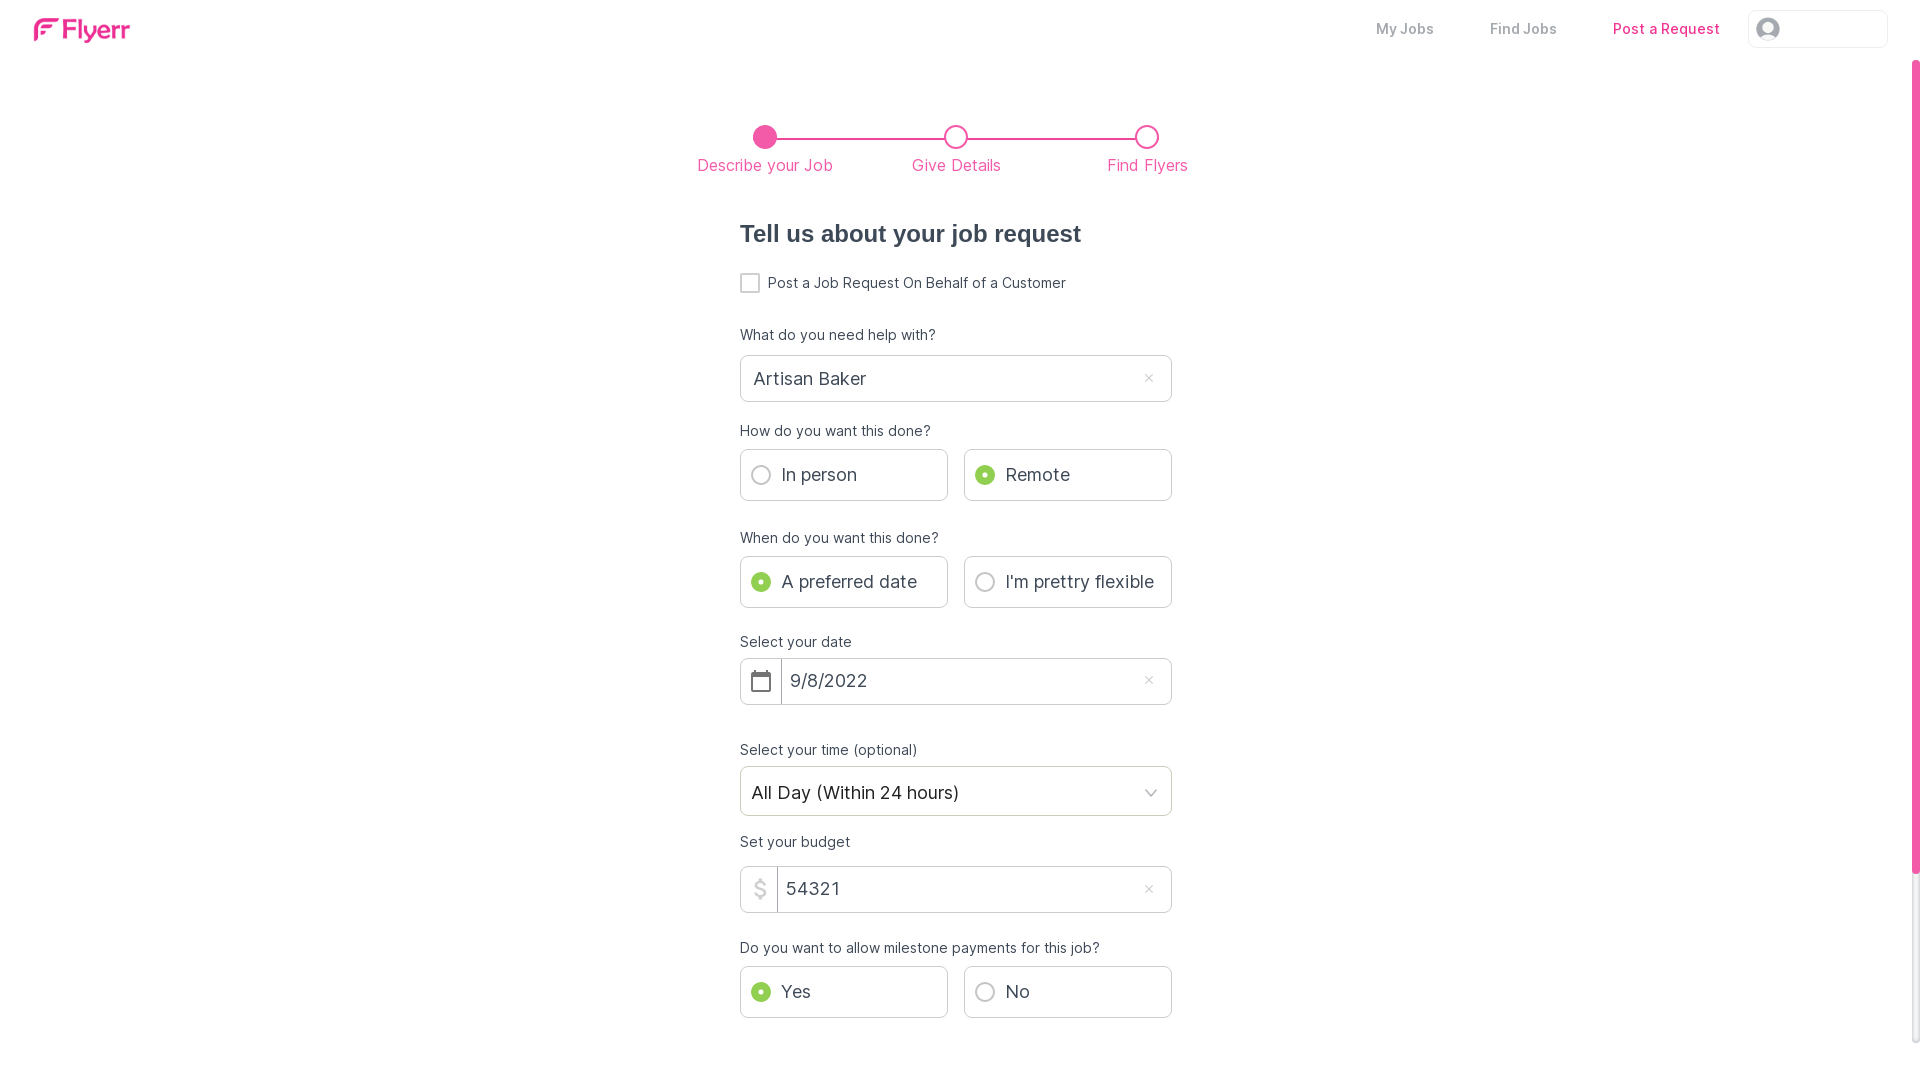 Flyerr
My Jobs
Find Jobs
Post a Request
Describe your Job
Give Details
Find Flyers
Tell us about your job request
Post a Job Request On Behalf of a Customer
What do you need help with?
Artisan Baker
How do you want this done?
In person
Remote
When do you want this done?
A preferred date
I'm prettry flexible
Select your date
9/8/2022
Select your time (optional)
All Day (Within 24 hours)
Set your budget
$ 54321
Do you want to allow milestone payments for this job?
Yes
No